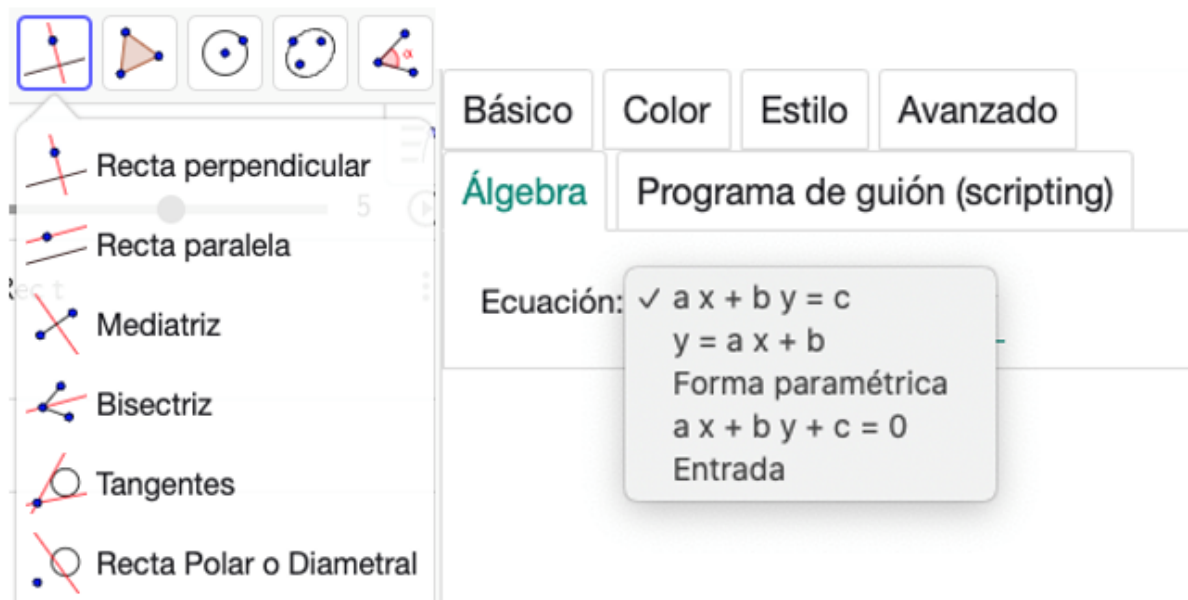 α
Recta perpendicular
5
Recta paralela
Mediatriz
Bisectriz
Tangentes
Recta Polar o Diametral
Básico
Color
Estilo
Avanzado
Álgebra
Programa de guión (scripting)
Ecuación:
✓ a x + b y = c
y = a x + b
Forma paramétrica
a x + b y + c = 0
Entrada